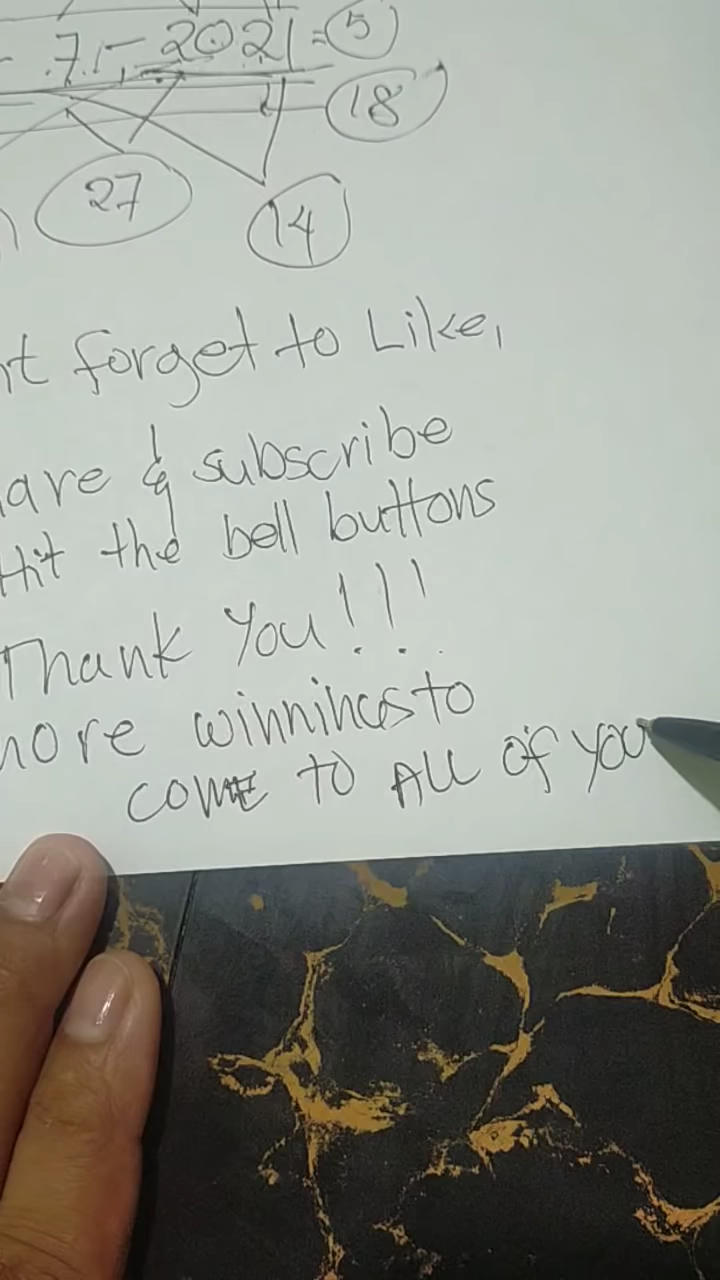 - 7 - 2021 = 5
18
27
14
t forget to Like,
are & subscribe
Hit the bell buttons
Thank You!!!
more winnings to
come to ALL of you